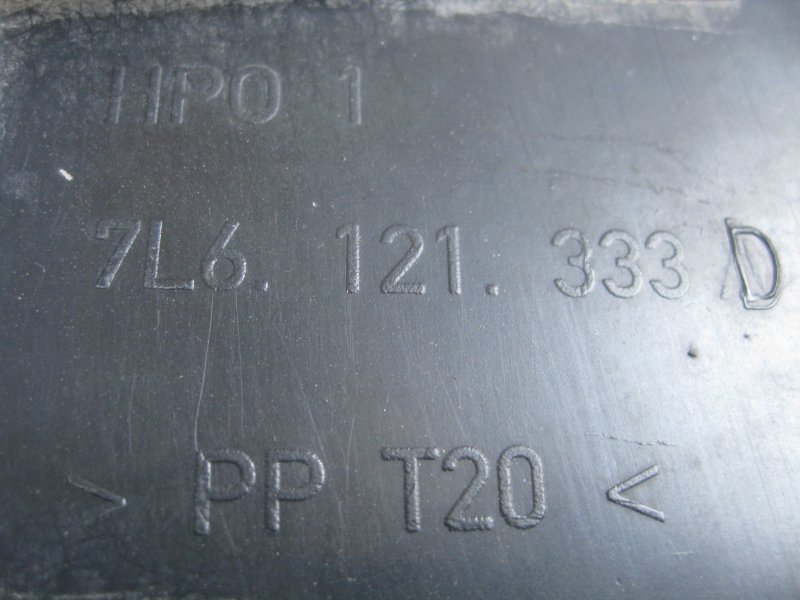 HPO 1
7L6. 121. 333 D
> PP T20 <